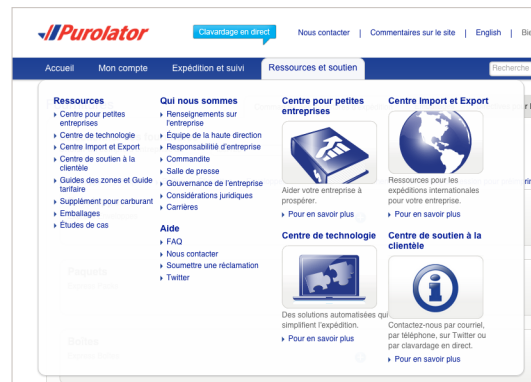 Purolator
Clavardage en direct
Nous contacter | Commentaires sur le site | English |
Accueil Mon compte Expédition et suivi Ressources et soutien Recherche
Ressources
Centre pour petites
entreprises
Centre de technologie
Centre Import et Export
Centre de soutien à la
clientèle
Guides des zones et Guide
tarifaire
Supplément pour carburant
Emballages
Études de cas
Qui nous sommes
Renseignements sur
l'entreprise
Équipe de la haute direction
Responsabilité d'entreprise
Commandite
Salle de presse
Gouvernance de l'entreprise
Considérations juridiques
Carrières
Aide
FAQ
Nous contacter
Soumettre une réclamation
Twitter
Centre pour petites
entreprises
Aider votre entreprise à
prospérer.
Pour en savoir plus
Centre Import et Export
Ressources pour les
expéditions internationales
pour votre entreprise.
Pour en savoir plus
Centre de technologie
Des solutions automatisées qui
simplifient l'expédition.
Pour en savoir plus
Centre de soutien à la
clientèle
Contactez-nous par courriel,
par téléphone, sur Twitter ou
par clavardage en direct.
Pour en savoir plus